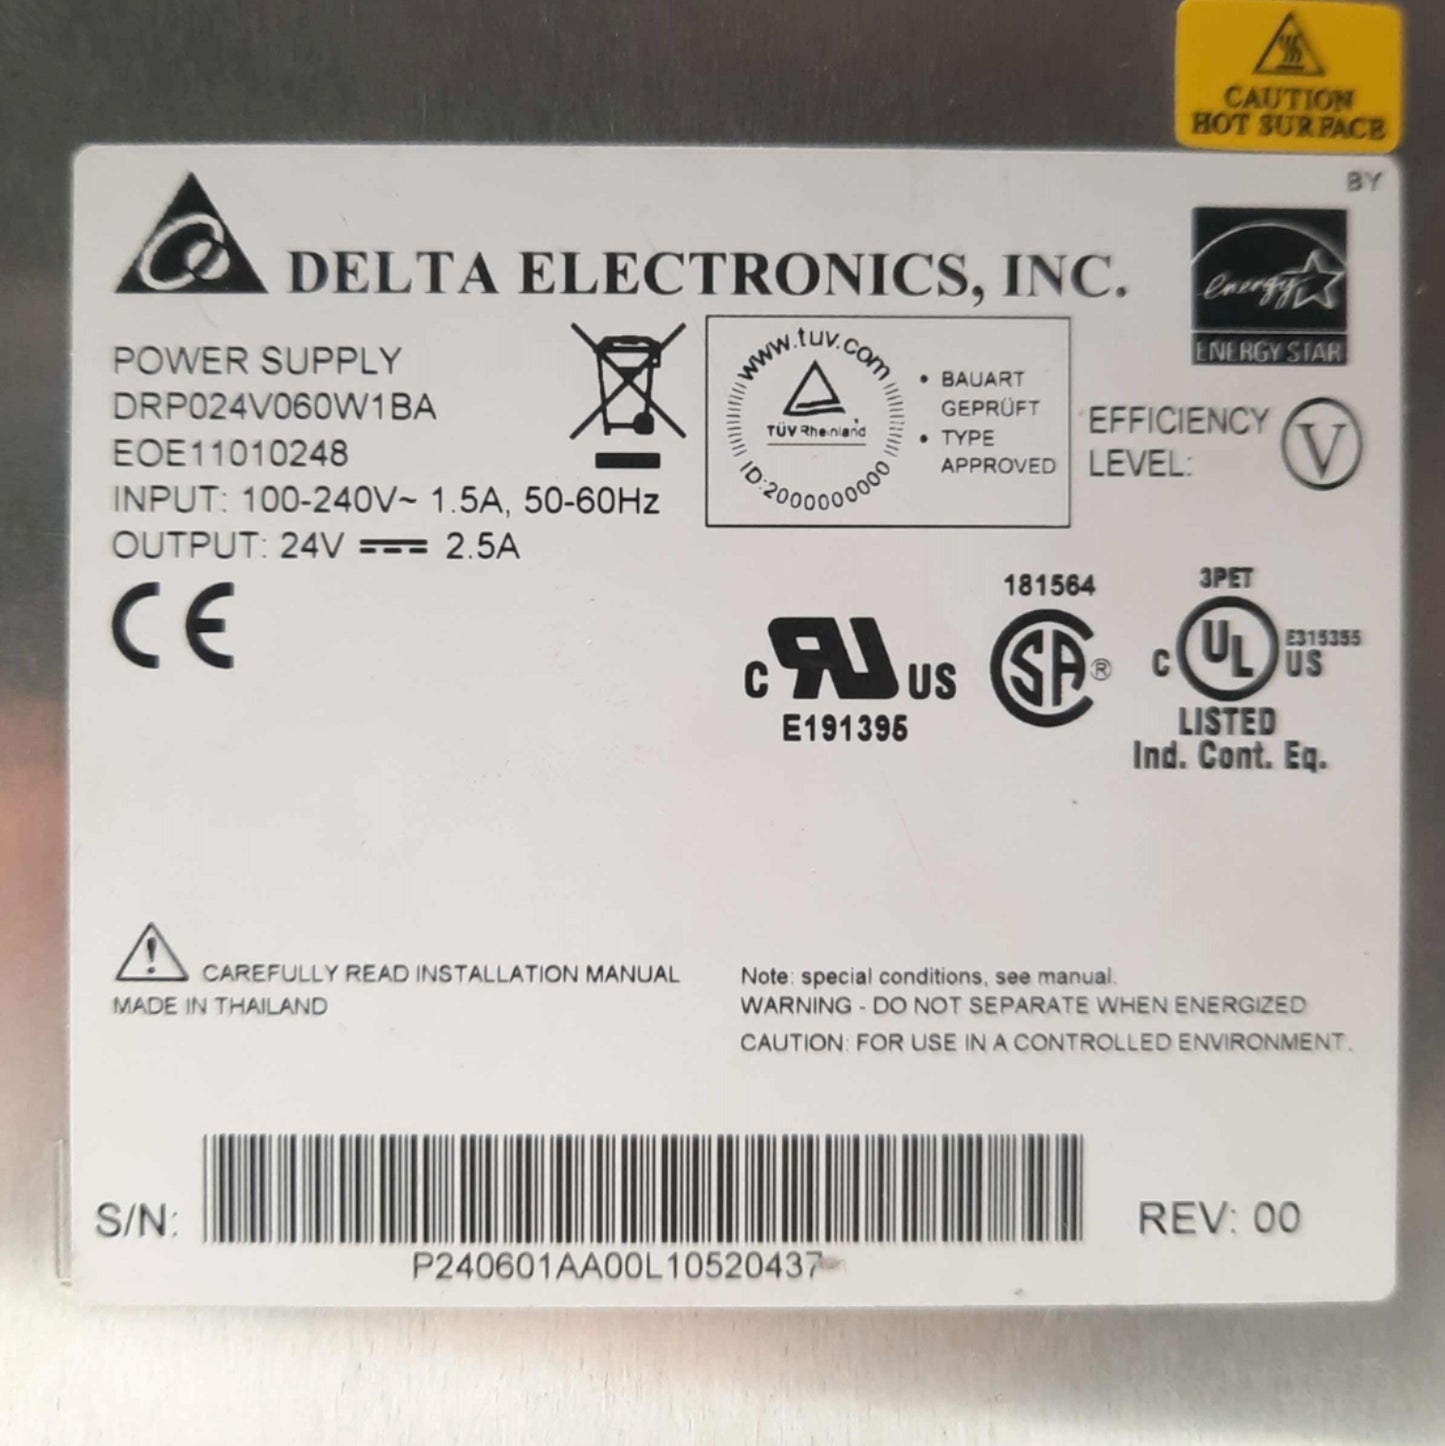 CAUTION
HOT SURFACE
BY
DELTA ELECTRONICS, INC.
energy
ENERGY STAR
POWER SUPPLY
DRP024V060W1BA
EOE11010248
INPUT: 100-240V~ 1.5A, 50-60Hz
OUTPUT: 24V ⎓ 2.5A
CE
www.tuv.com
TÜV Rheinland
ID:2000000000
• BAUART
GEPRÜFT
• TYPE
APPROVED
EFFICIENCY
LEVEL: V
C RU US
E191395
181564
SA ®
3PET
C UL US
E315355
LISTED
Ind. Cont. Eq.
CAREFULLY READ INSTALLATION MANUAL
MADE IN THAILAND
Note: special conditions, see manual.
WARNING - DO NOT SEPARATE WHEN ENERGIZED
CAUTION: FOR USE IN A CONTROLLED ENVIRONMENT.
S/N:
P240601AA00L10520437
REV: 00